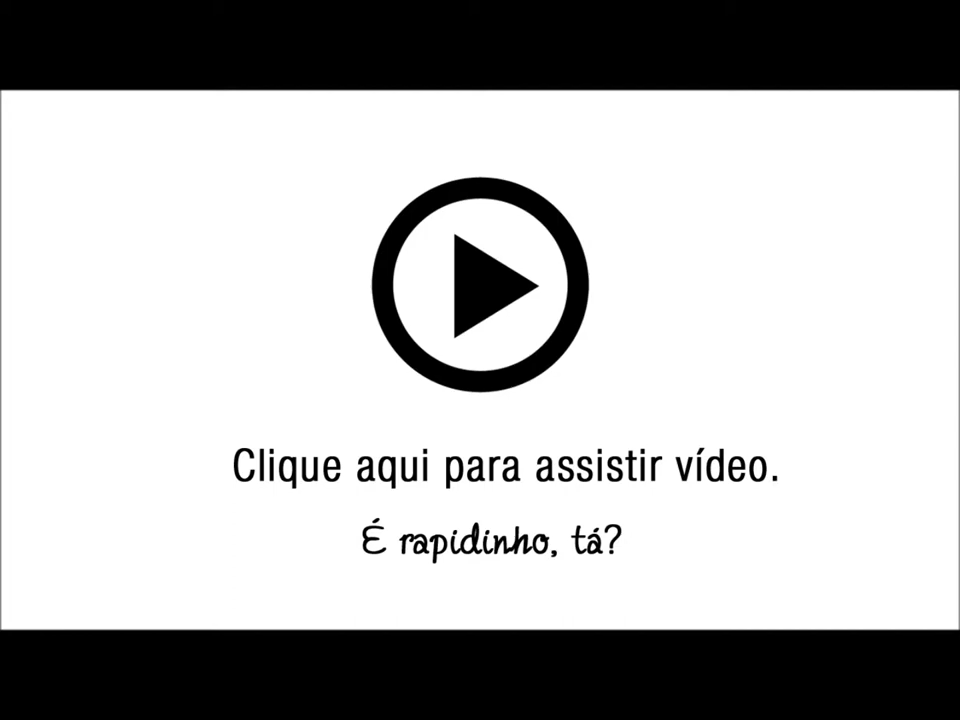 Clique aqui para assistir vídeo.
É rapidinho, tá?